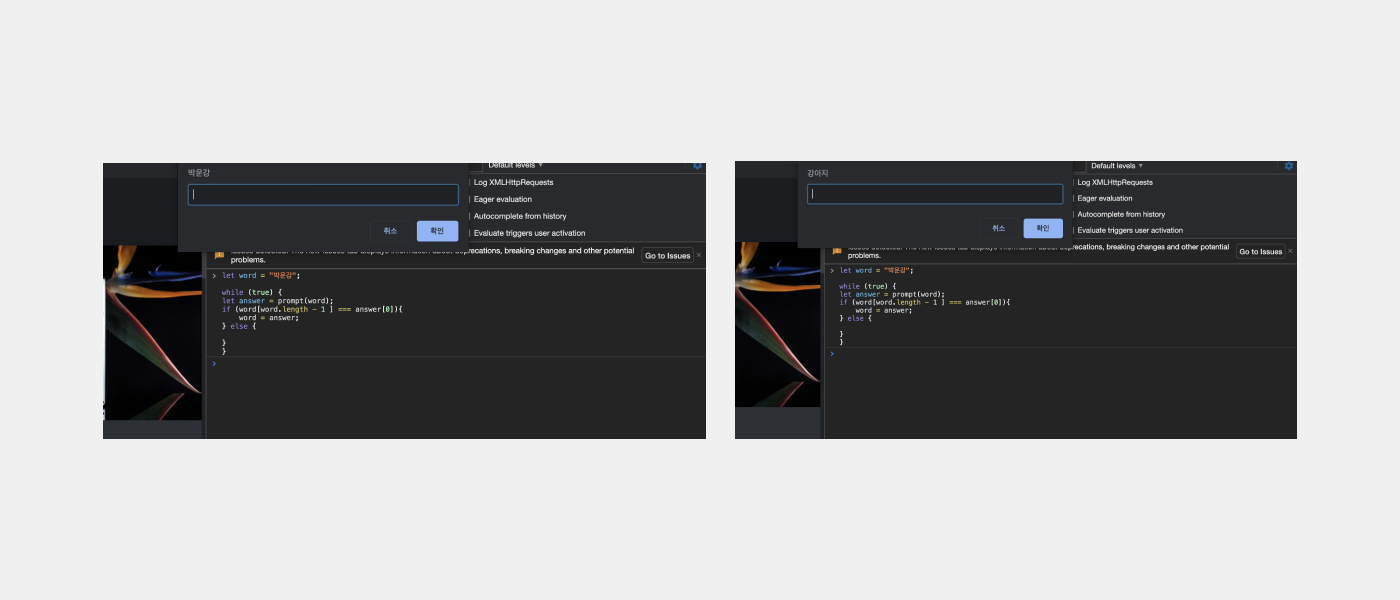 박운강
취소
확인
Default levels ▼
Log XMLHttpRequests
Eager evaluation
Autocomplete from history
Evaluate triggers user activation
breaking changes and other potential
problems.
Go to Issues ×
> let word = "박운강";
while (true) {
let answer = prompt(word);
if (word[word.length - 1 ] === answer[0]){
word = answer;
} else {
}
}
>
강아지
취소
확인
Default levels ▼
Log XMLHttpRequests
Eager evaluation
Autocomplete from history
Evaluate triggers user activation
breaking changes and other potential
problems.
Go to Issues ×
> let word = "박운강";
while (true) {
let answer = prompt(word);
if (word[word.length - 1 ] === answer[0]){
word = answer;
} else {
}
}
>